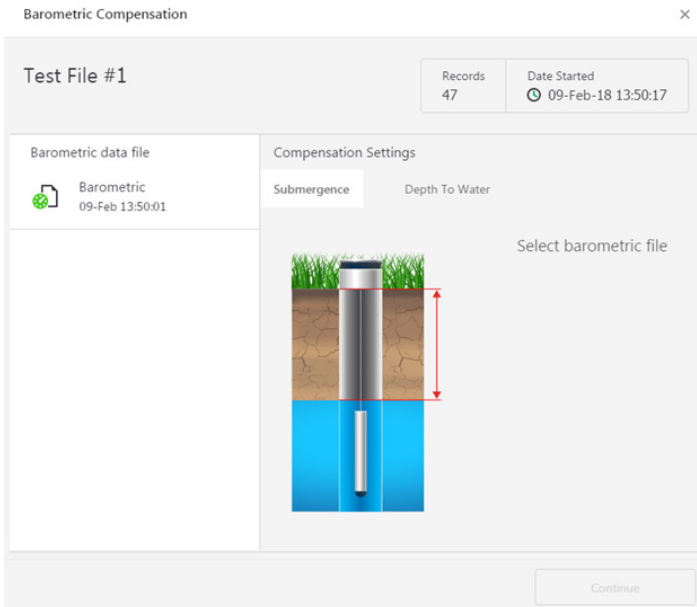 Barometric Compensation
Test File #1
Records
47
Date Started
09-Feb-18 13:50:17
Barometric data file
Barometric
09-Feb 13:50:01
Compensation Settings
Submergence
Depth To Water
Select barometric file
Continue